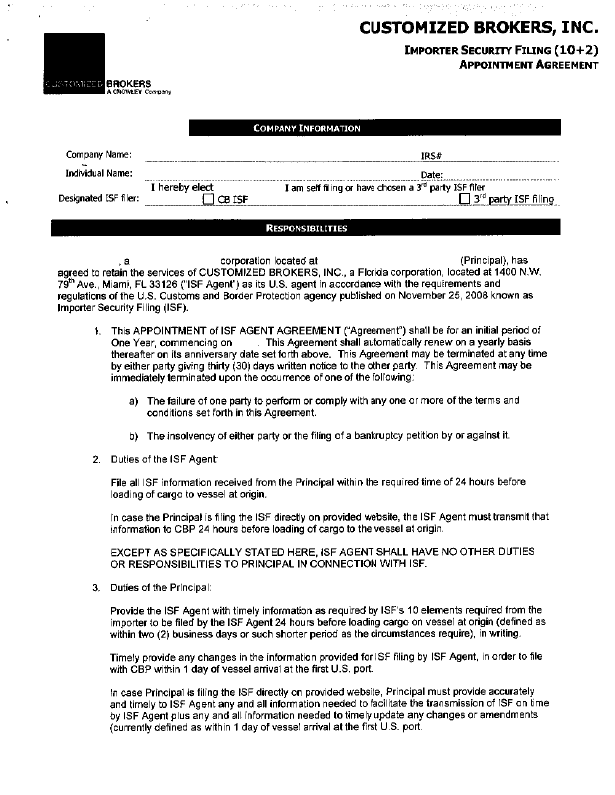 CUSTOMIZED BROKERS, INC.
IMPORTER SECURITY FILING (10+2)
APPOINTMENT AGREEMENT
CUSTOMIZED BROKERS
A CROWLEY Company
COMPANY INFORMATION
Company Name: IRS#
Individual Name: Date:
I hereby elect I am self filing or have chosen a 3rd party ISF filer
Designated ISF filer: CB ISF 3rd party ISF filing
RESPONSIBILITIES
, a corporation located at (Principal), has
agreed to retain the services of CUSTOMIZED BROKERS, INC., a Florida corporation, located at 1400 N.W.
79th Ave., Miami, FL 33126 ("ISF Agent") as its U.S. agent in accordance with the requirements and
regulations of the U.S. Customs and Border Protection agency published on November 25, 2008 known as
Importer Security Filing (ISF).
1. This APPOINTMENT of ISF AGENT AGREEMENT ("Agreement") shall be for an initial period of
One Year, commencing on . This Agreement shall automatically renew on a yearly basis
thereafter on its anniversary date set forth above. This Agreement may be terminated at any time
by either party giving thirty (30) days written notice to the other party. This Agreement may be
immediately terminated upon the occurrence of one of the following:
a) The failure of one party to perform or comply with any one or more of the terms and
conditions set forth in this Agreement.
b) The insolvency of either party or the filing of a bankruptcy petition by or against it.
2. Duties of the ISF Agent:
File all ISF information received from the Principal within the required time of 24 hours before
loading of cargo to vessel at origin.
In case the Principal is filing the ISF directly on provided website, the ISF Agent must transmit that
information to CBP 24 hours before loading of cargo to the vessel at origin.
EXCEPT AS SPECIFICALLY STATED HERE, ISF AGENT SHALL HAVE NO OTHER DUTIES
OR RESPONSIBILITIES TO PRINCIPAL IN CONNECTION WITH ISF.
3. Duties of the Principal:
Provide the ISF Agent with timely information as required by ISF's 10 elements required from the
importer to be filed by the ISF Agent 24 hours before loading cargo on vessel at origin (defined as
within two (2) business days or such shorter period as the circumstances require), in writing.
Timely provide any changes in the information provided for ISF filing by ISF Agent, in order to file
with CBP within 1 day of vessel arrival at the first U.S. port.
In case Principal is filing the ISF directly on provided website, Principal must provide accurately
and timely to ISF Agent any and all information needed to facilitate the transmission of ISF on time
by ISF Agent plus any and all information needed to timely update any changes or amendments
(currently defined as within 1 day of vessel arrival at the first U.S. port.